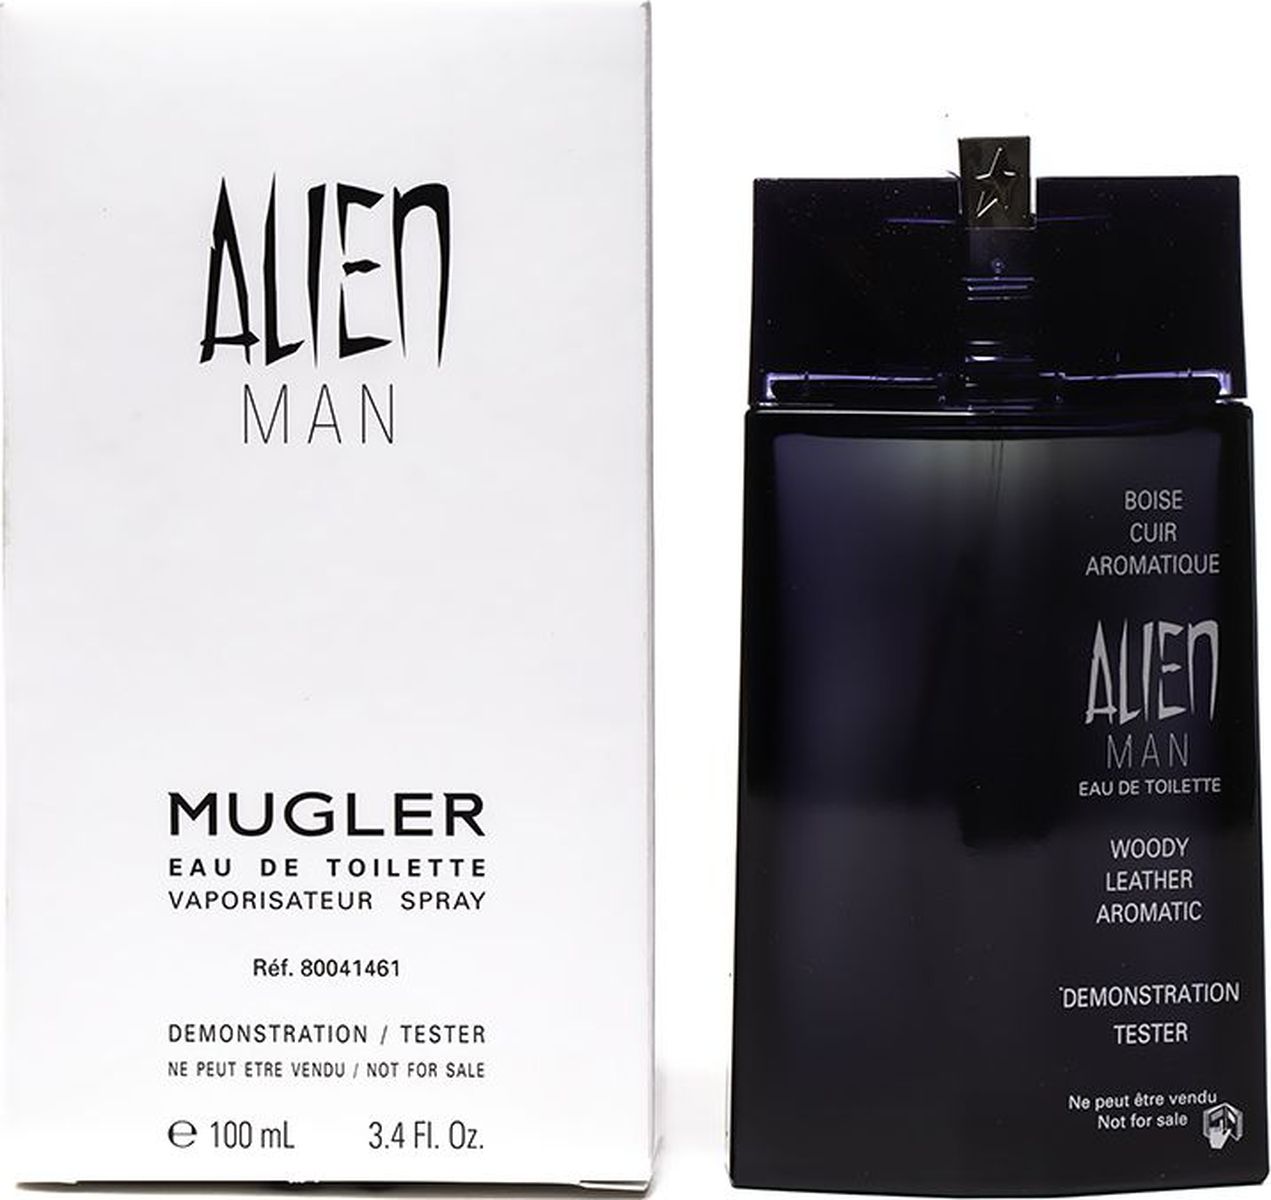 ALIEN
MAN
MUGLER
EAU DE TOILETTE
VAPORISATEUR SPRAY
Réf. 80041461
DEMONSTRATION / TESTER
NE PEUT ETRE VENDU / NOT FOR SALE
℮ 100 mL 3.4 Fl. Oz.
BOISE
CUIR
AROMATIQUE
ALIEN
MAN
EAU DE TOILETTE
WOODY
LEATHER
AROMATIC
DEMONSTRATION
TESTER
Ne peut être vendu
Not for sale